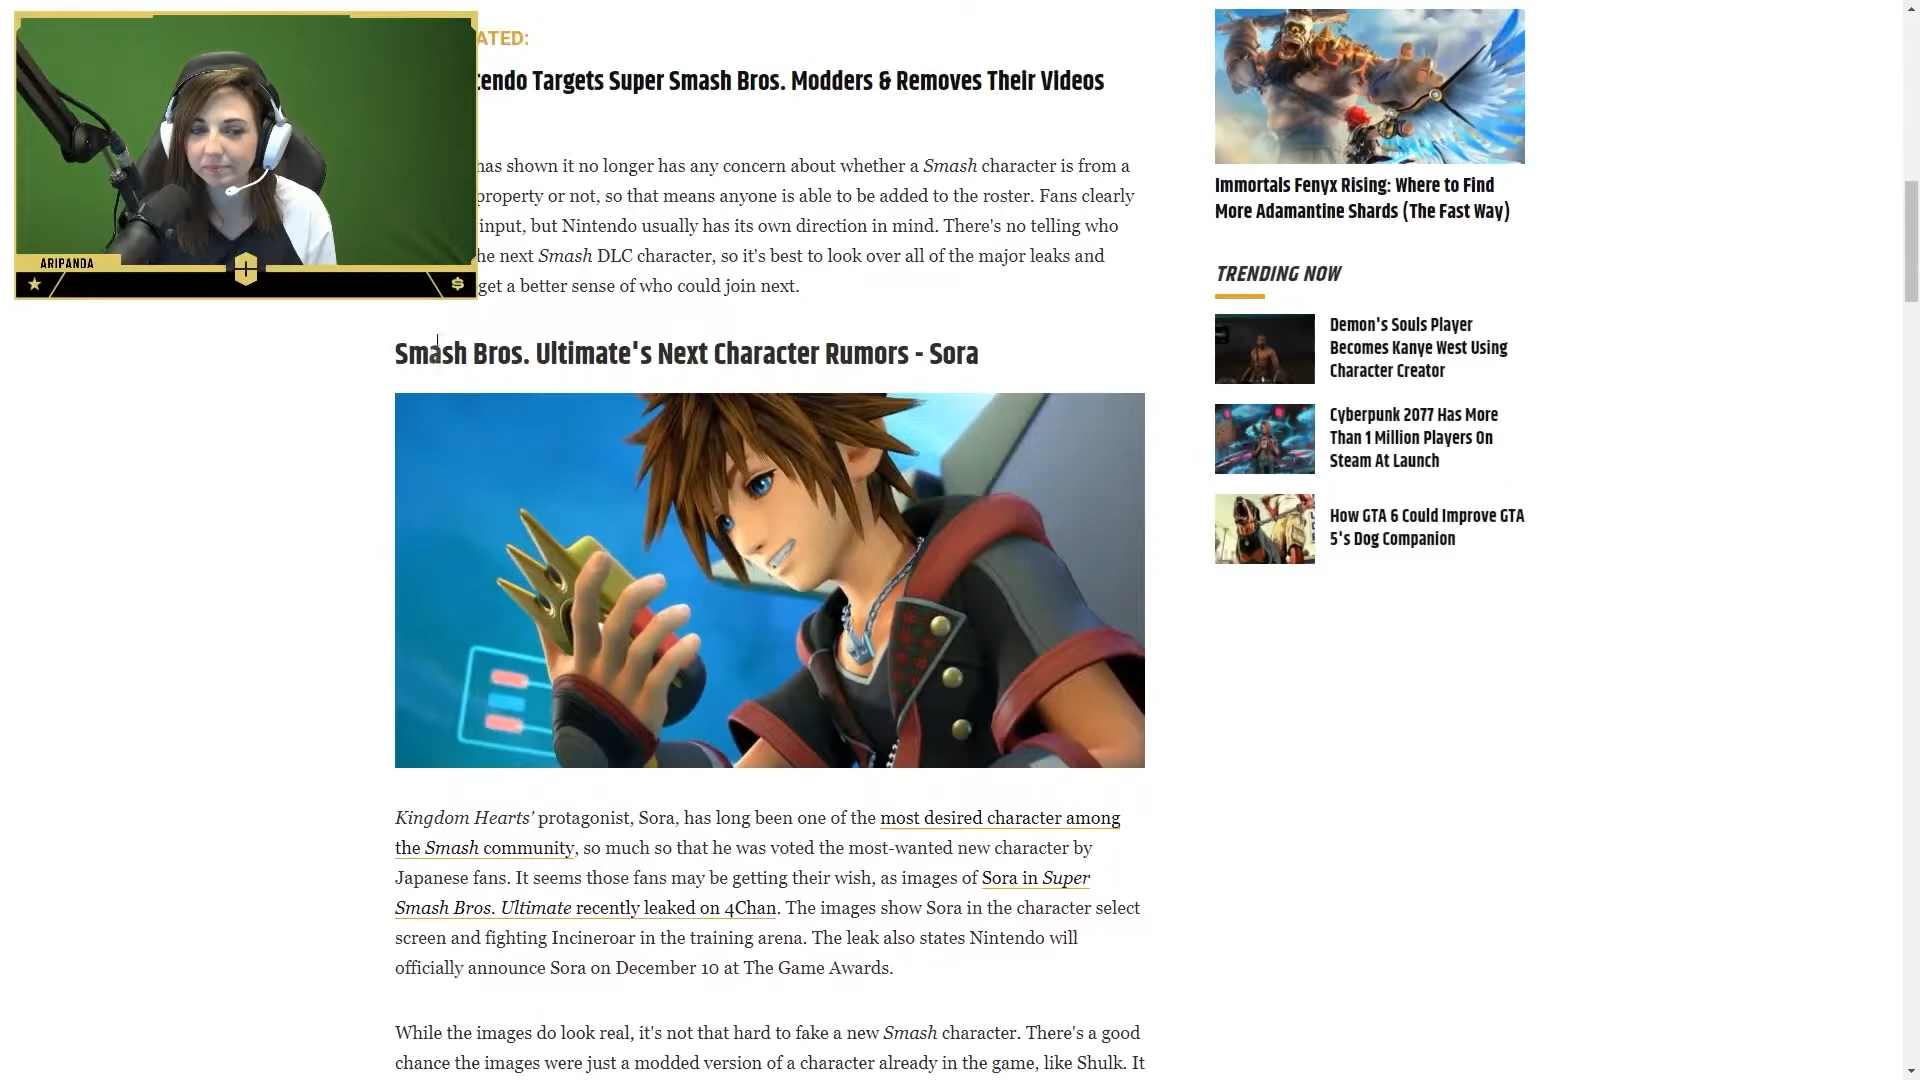 ATED:
tendo Targets Super Smash Bros. Modders & Removes Their Videos
has shown it no longer has any concern about whether a Smash character is from a
property or not, so that means anyone is able to be added to the roster. Fans clearly
input, but Nintendo usually has its own direction in mind. There's no telling who
he next Smash DLC character, so it's best to look over all of the major leaks and
get a better sense of who could join next.
ARIPANDA
Smash Bros. Ultimate's Next Character Rumors - Sora
Kingdom Hearts' protagonist, Sora, has long been one of the most desired character among
the Smash community, so much so that he was voted the most-wanted new character by
Japanese fans. It seems those fans may be getting their wish, as images of Sora in Super
Smash Bros. Ultimate recently leaked on 4Chan. The images show Sora in the character select
screen and fighting Incineroar in the training arena. The leak also states Nintendo will
officially announce Sora on December 10 at The Game Awards.
While the images do look real, it's not that hard to fake a new Smash character. There's a good
chance the images were just a modded version of a character already in the game, like Shulk. It
Immortals Fenyx Rising: Where to Find
More Adamantine Shards (The Fast Way)
TRENDING NOW
Demon's Souls Player
Becomes Kanye West Using
Character Creator
Cyberpunk 2077 Has More
Than 1 Million Players On
Steam At Launch
How GTA 6 Could Improve GTA
5's Dog Companion